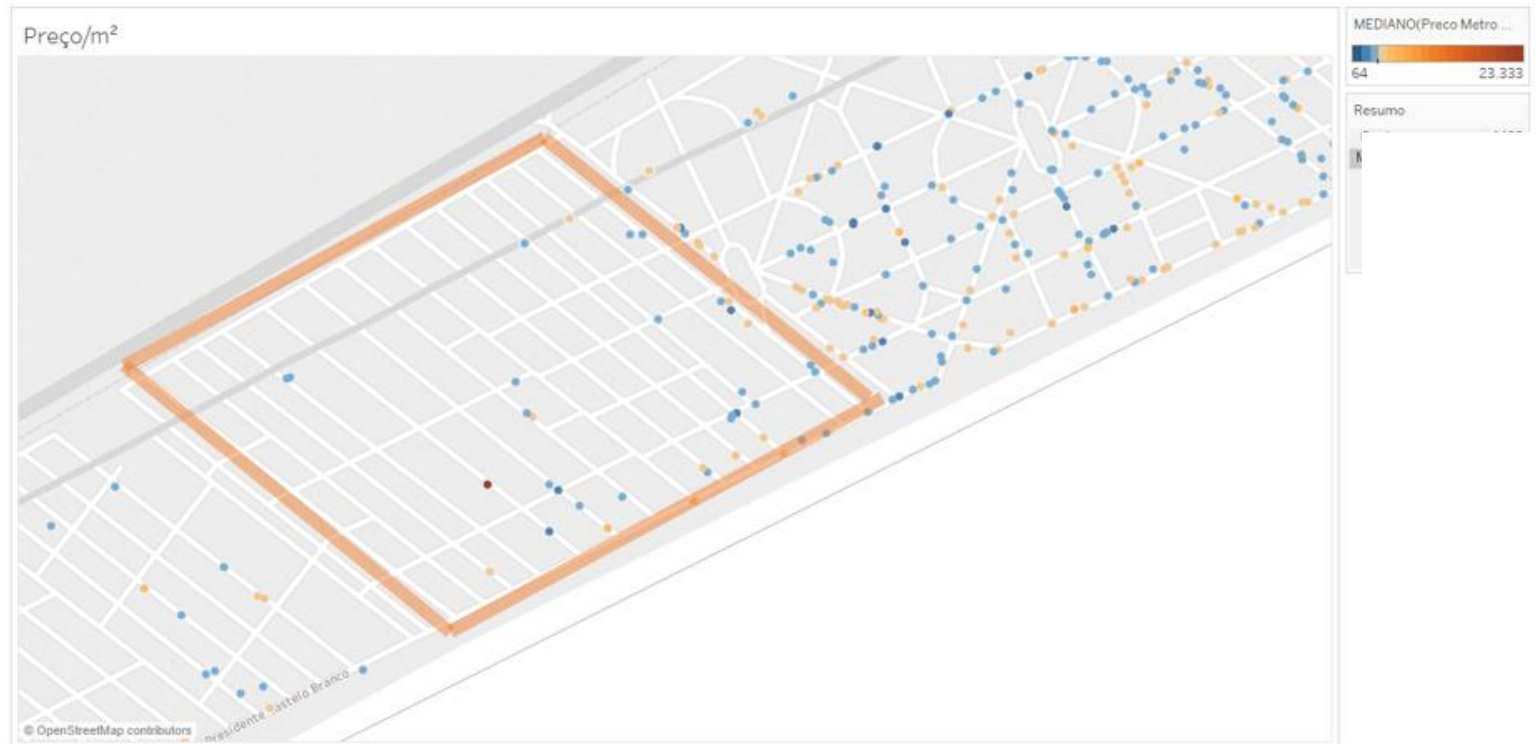 Preço/m²
MEDIANO(Preco Metro ...
64 23.333
Resumo
Presidente Castelo Branco
© OpenStreetMap contributors